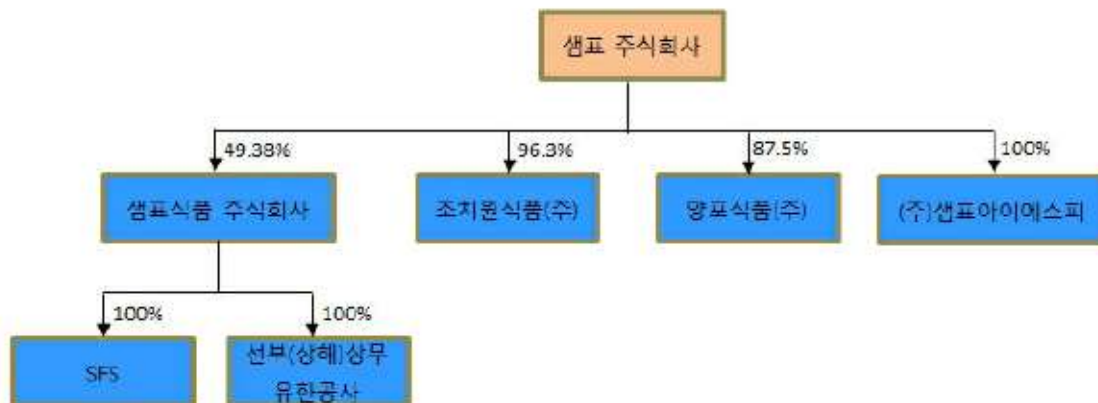 샘표 주식회사
49.38%
96.3%
87.5%
100%
샘표식품 주식회사
조치원식품(주)
양포식품(주)
(주)샘표아이에스피
100%
100%
SFS
선부(상해)상무
유한공사